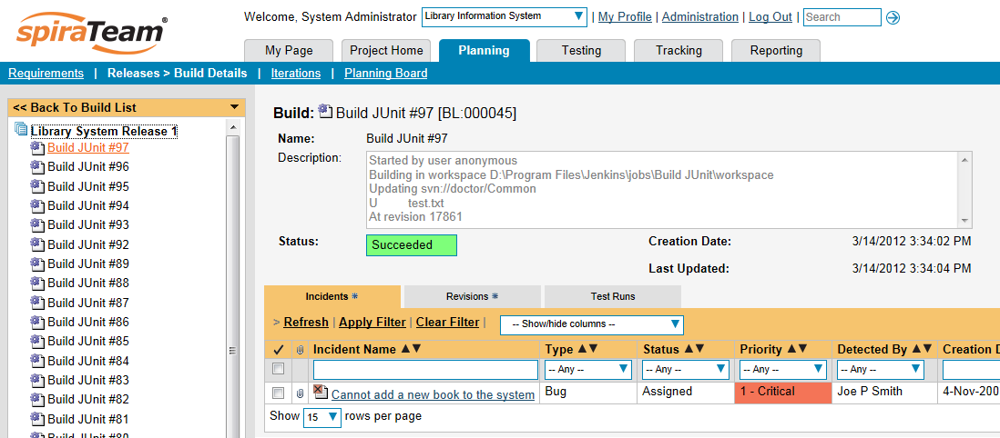 spiraTeam®
Welcome, System Administrator Library Information System | My Profile | Administration | Log Out | Search
My Page Project Home Planning Testing Tracking Reporting
Requirements | Releases > Build Details | Iterations | Planning Board
<< Back To Build List
Library System Release 1
Build JUnit #97
Build JUnit #96
Build JUnit #95
Build JUnit #94
Build JUnit #93
Build JUnit #92
Build JUnit #89
Build JUnit #88
Build JUnit #87
Build JUnit #86
Build JUnit #85
Build JUnit #84
Build JUnit #83
Build JUnit #82
Build JUnit #81
Build JUnit #80
Build: Build JUnit #97 [BL:000045]
Name: Build JUnit #97
Description: Started by user anonymous
Building in workspace D:\Program Files\Jenkins\jobs\Build JUnit\workspace
Updating svn://doctor/Common
U test.txt
At revision 17861
Status: Succeeded Creation Date: 3/14/2012 3:34:02 PM
Last Updated: 3/14/2012 3:34:04 PM
Incidents * Revisions * Test Runs
> Refresh | Apply Filter | Clear Filter | -- Show/hide columns --
Incident Name ▲▼ Type ▲▼ Status ▲▼ Priority ▲▼ Detected By ▲▼ Creation D
-- Any -- -- Any -- -- Any -- -- Any --
Cannot add a new book to the system Bug Assigned 1 - Critical Joe P Smith 4-Nov-200
Show 15 rows per page